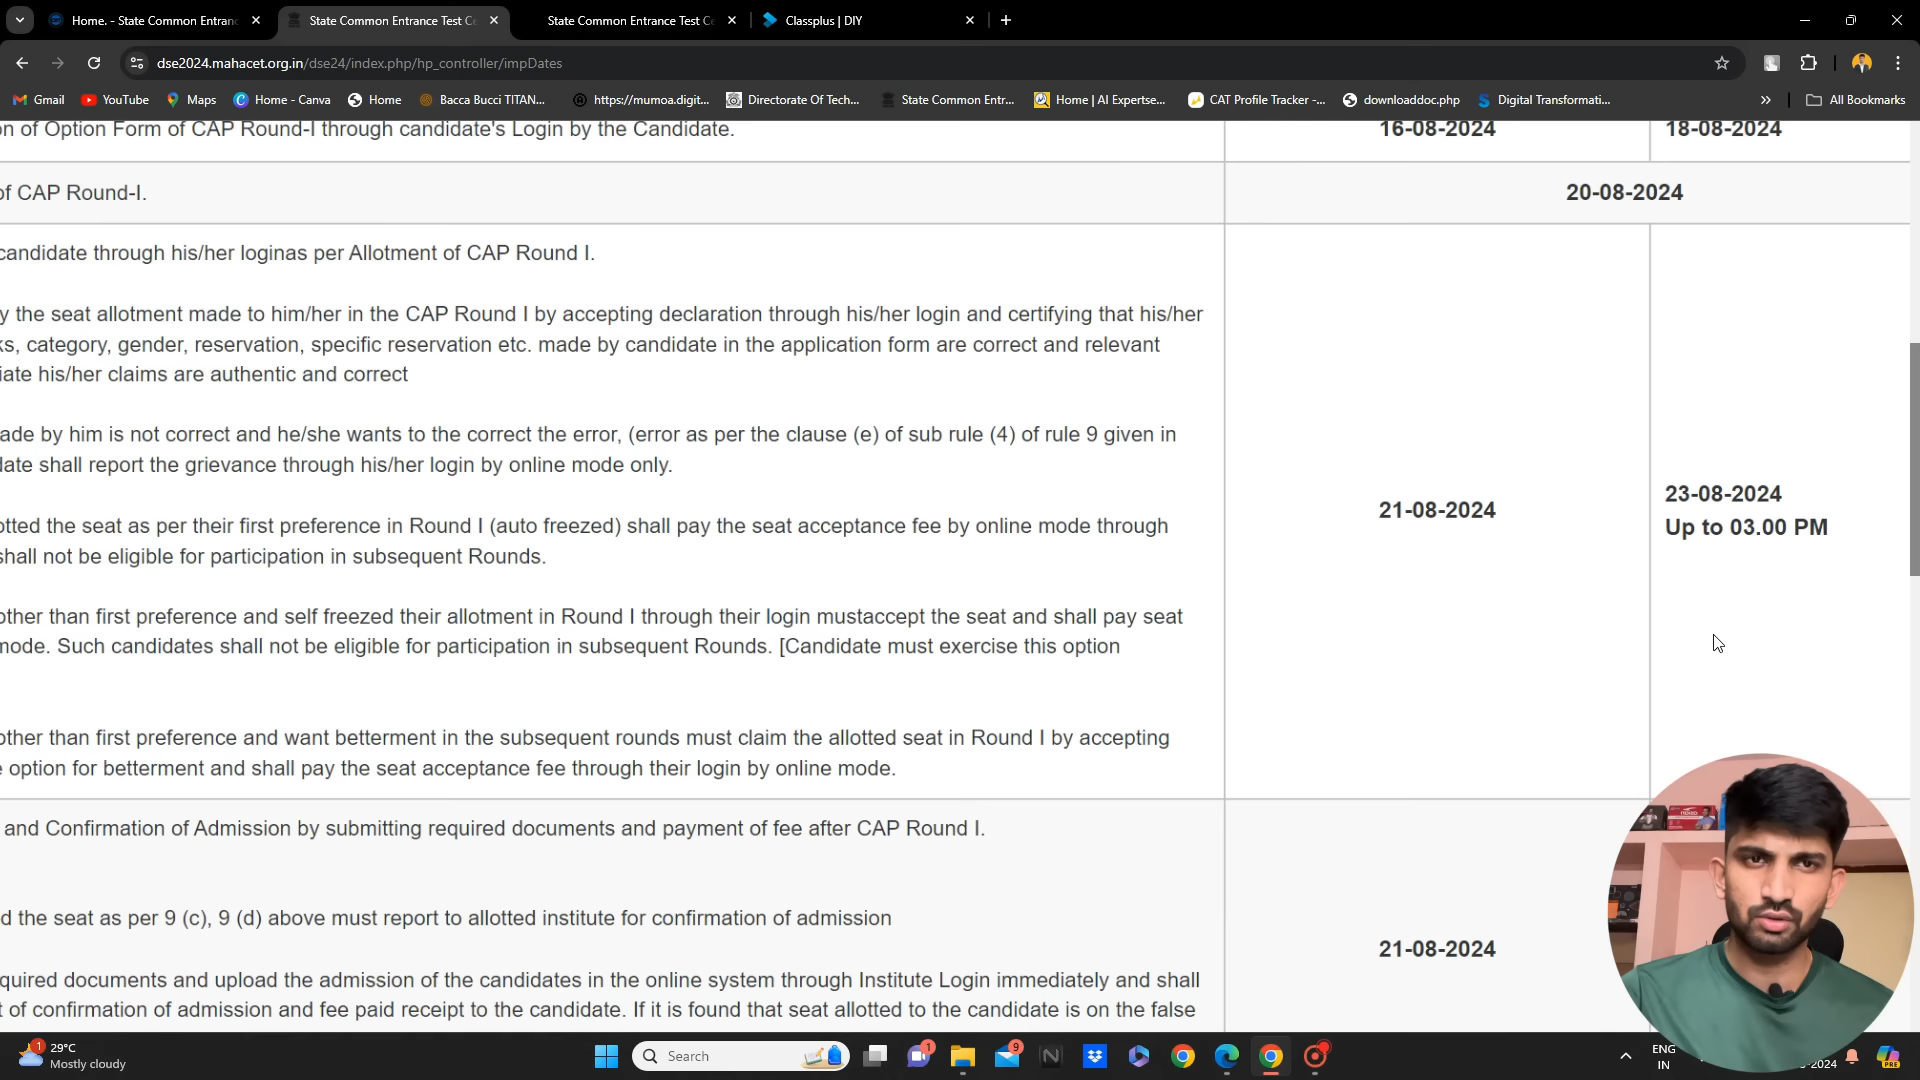 Home. - State Common Entranc
State Common Entrance Test Ce
State Common Entrance Test Ce
Classplus | DIY
dse2024.mahacet.org.in/dse24/index.php/hp_controller/impDates
Gmail
YouTube
Maps
Home - Canva
Home
Bacca Bucci TITAN...
https://mumoa.digit...
Directorate Of Tech...
State Common Entr...
Home | AI Expertse...
CAT Profile Tracker -...
downloaddoc.php
Digital Transformati...
All Bookmarks
on of Option Form of CAP Round-I through candidate's Login by the Candidate.
16-08-2024
18-08-2024
of CAP Round-I.
20-08-2024
candidate through his/her loginas per Allotment of CAP Round I.
y the seat allotment made to him/her in the CAP Round I by accepting declaration through his/her login and certifying that his/her
ks, category, gender, reservation, specific reservation etc. made by candidate in the application form are correct and relevant
iate his/her claims are authentic and correct
ade by him is not correct and he/she wants to the correct the error, (error as per the clause (e) of sub rule (4) of rule 9 given in
date shall report the grievance through his/her login by online mode only.
21-08-2024
23-08-2024
Up to 03.00 PM
otted the seat as per their first preference in Round I (auto freezed) shall pay the seat acceptance fee by online mode through
shall not be eligible for participation in subsequent Rounds.
other than first preference and self freezed their allotment in Round I through their login mustaccept the seat and shall pay seat
mode. Such candidates shall not be eligible for participation in subsequent Rounds. [Candidate must exercise this option
other than first preference and want betterment in the subsequent rounds must claim the allotted seat in Round I by accepting
e option for betterment and shall pay the seat acceptance fee through their login by online mode.
and Confirmation of Admission by submitting required documents and payment of fee after CAP Round I.
d the seat as per 9 (c), 9 (d) above must report to allotted institute for confirmation of admission
21-08-2024
quired documents and upload the admission of the candidates in the online system through Institute Login immediately and shall
t of confirmation of admission and fee paid receipt to the candidate. If it is found that seat allotted to the candidate is on the false
1
29°C
Mostly cloudy
Search
1
9
ENG
IN
-2024
PRE